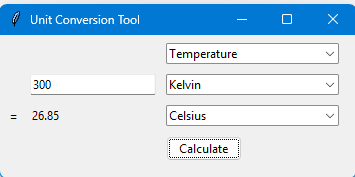 Unit Conversion Tool
Temperature
300 Kelvin
= 26.85 Celsius
Calculate